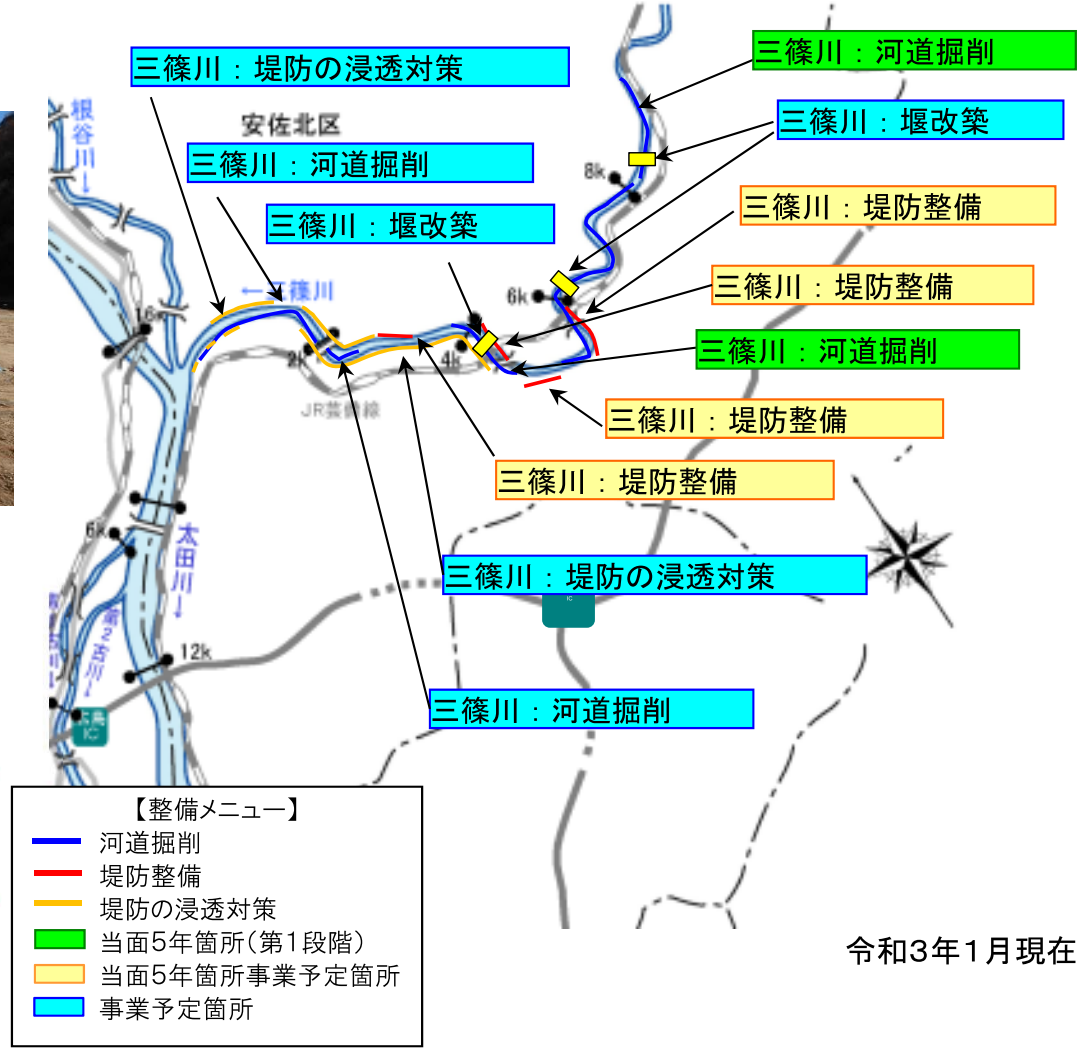 三篠川：河道掘削
三篠川：堤防の浸透対策
根谷川→
安佐北区
三篠川：堰改築
三篠川：河道掘削
8k
三篠川：堤防整備
三篠川：堰改築
三篠川：堤防整備
←三篠川
6k
16k
三篠川：河道掘削
2k
4k
JR芸備線
三篠川：堤防整備
三篠川：堤防整備
6k
太田川→
三篠川：堤防の浸透対策
IC
12k
三篠川：河道掘削
IC
【整備メニュー】
河道掘削
堤防整備
堤防の浸透対策
当面5年箇所（第1段階）
当面5年箇所事業予定箇所
事業予定箇所
令和3年1月現在